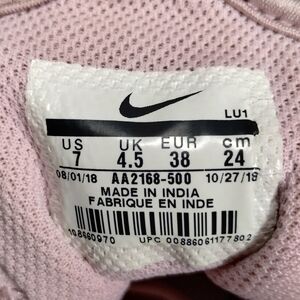 LU1
US UK EUR cm
7 4.5 38 24
08/01/18 AA2168-500 10/27/18
MADE IN INDIA
FABRIQUE EN INDE
UPC 00886061177802